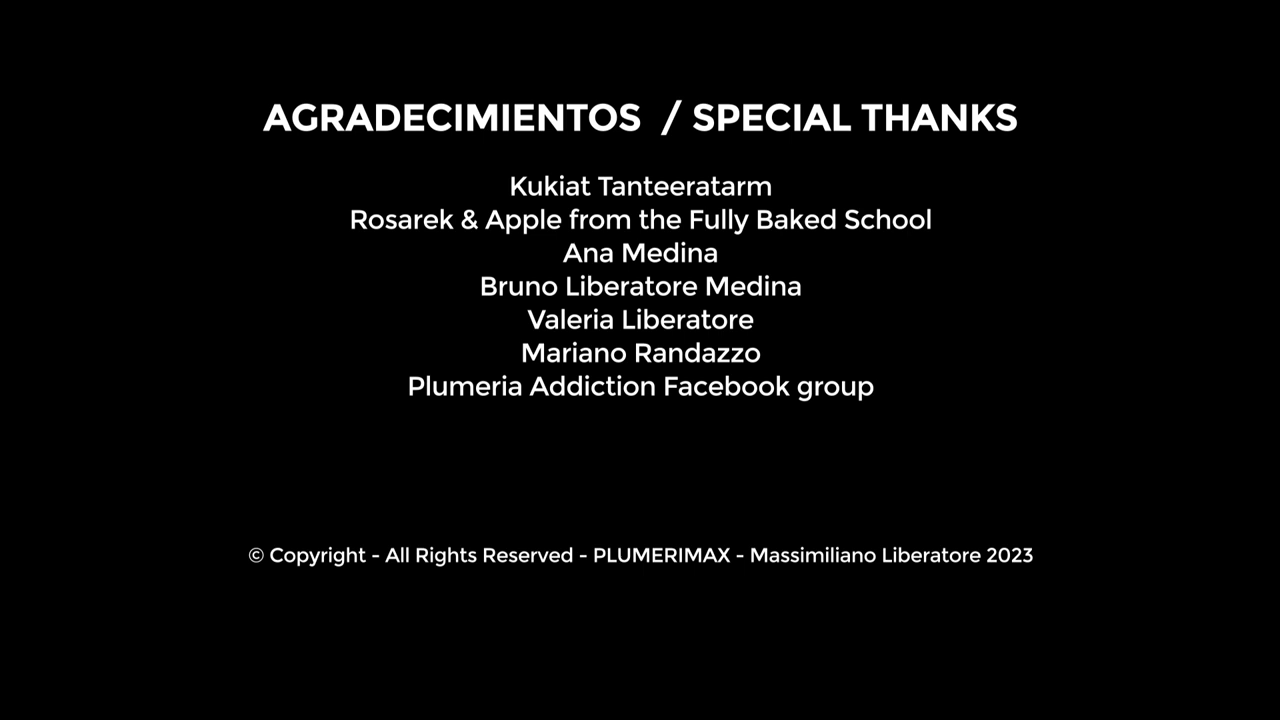 AGRADECIMIENTOS / SPECIAL THANKS
Kukiat Tanteeratarm
Rosarek & Apple from the Fully Baked School
Ana Medina
Bruno Liberatore Medina
Valeria Liberatore
Mariano Randazzo
Plumeria Addiction Facebook group
© Copyright - All Rights Reserved - PLUMERIMAX - Massimiliano Liberatore 2023